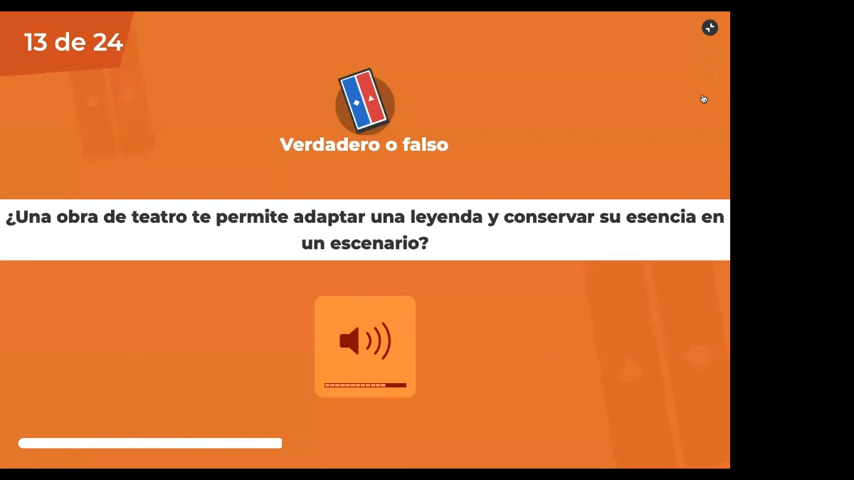 13 de 24
Verdadero o falso
¿Una obra de teatro te permite adaptar una leyenda y conservar su esencia en
un escenario?